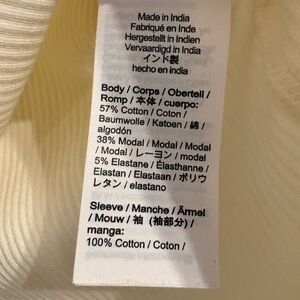 Made in India
Fabriqué en Inde
Hergestellt in Indien
Vervaardigd in India
インド製
hecho en india
Body / Corps / Oberteil /
Romp / 本体 / cuerpo:
57% Cotton / Coton /
Baumwolle / Katoen / 綿 /
algodón
38% Modal / Modal / Modal
/ Modal / レーヨン / modal
5% Elastane / Élasthanne /
Elastan / Elastaan / ポリウ
レタン / elastano
Sleeve / Manche / Ärmel
/ Mouw / 袖（袖部分）/
manga:
100% Cotton / Coton /